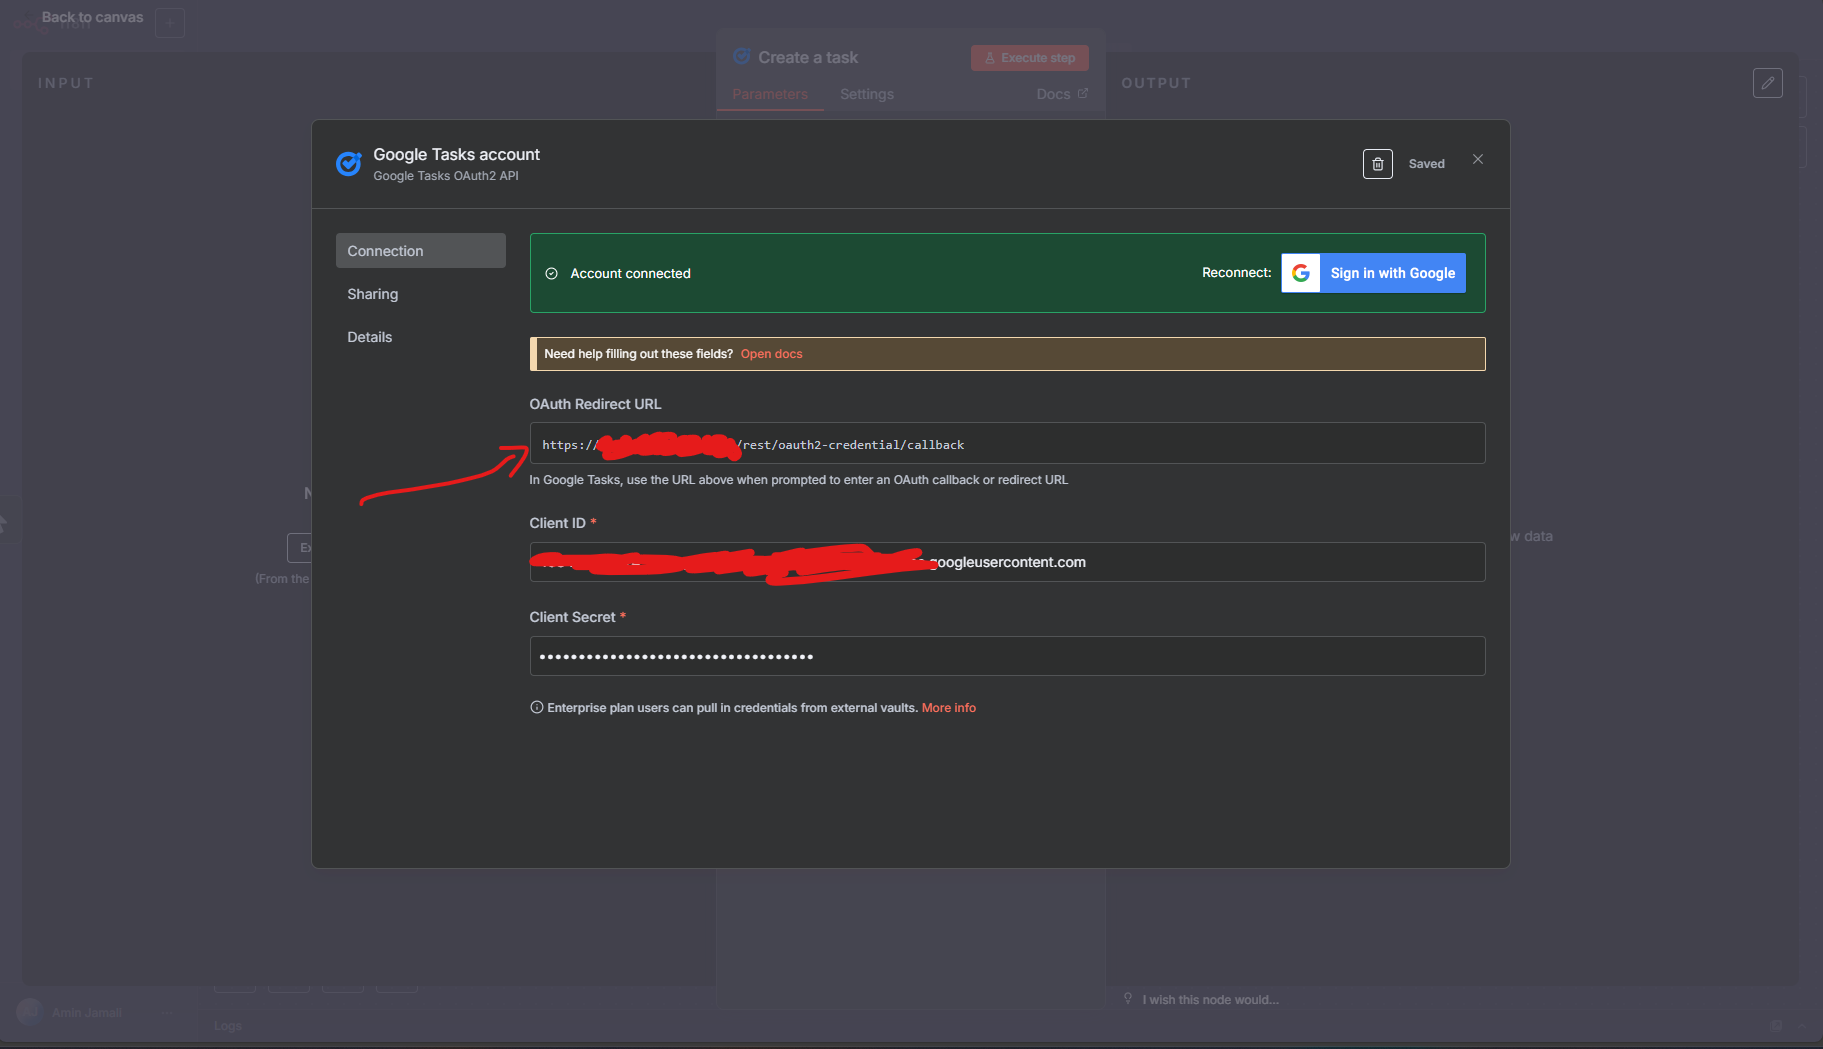 Back to canvas
INPUT
Create a task
Execute step
Parameters
Settings
Docs
OUTPUT
Google Tasks account
Google Tasks OAuth2 API
Saved
Connection
Sharing
Details
Account connected
Reconnect:
Sign in with Google
Need help filling out these fields? Open docs
OAuth Redirect URL
https:// /rest/oauth2-credential/callback
In Google Tasks, use the URL above when prompted to enter an OAuth callback or redirect URL
Client ID *
googleusercontent.com
Client Secret *
••••••••••••••••••••••••••••••••••
Enterprise plan users can pull in credentials from external vaults. More info
(From the
data
I wish this node would...
Amin Jamali
Logs